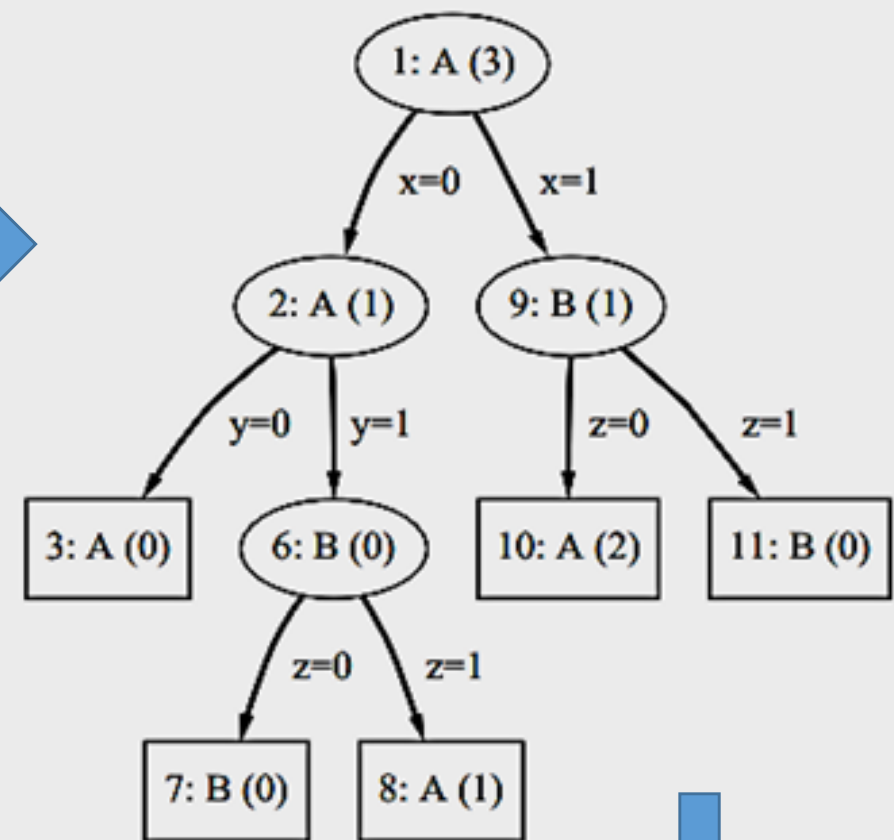 1: A (3)
x=0 x=1
2: A (1) 9: B (1)
y=0 y=1 z=0 z=1
3: A (0) 6: B (0) 10: A (2) 11: B (0)
z=0 z=1
7: B (0) 8: A (1)